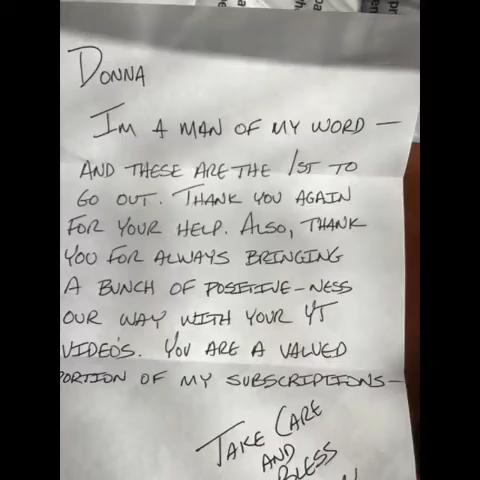 DONNA
IM A MAN OF MY WORD —
AND THESE ARE THE 1ST TO
GO OUT. THANK YOU AGAIN
FOR YOUR HELP. ALSO, THANK
YOU FOR ALWAYS BRINGING
A BUNCH OF POSITIVE-NESS
OUR WAY WITH YOUR YT
VIDEO'S. YOU ARE A VALUED
PORTION OF MY SUBSCRIPTIONS—
TAKE CARE
AND
BLESS